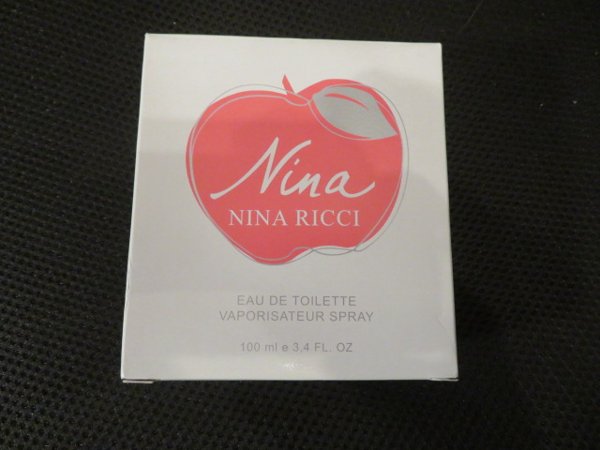 Nina
NINA RICCI
EAU DE TOILETTE
VAPORISATEUR SPRAY
100 ml e 3,4 FL. OZ